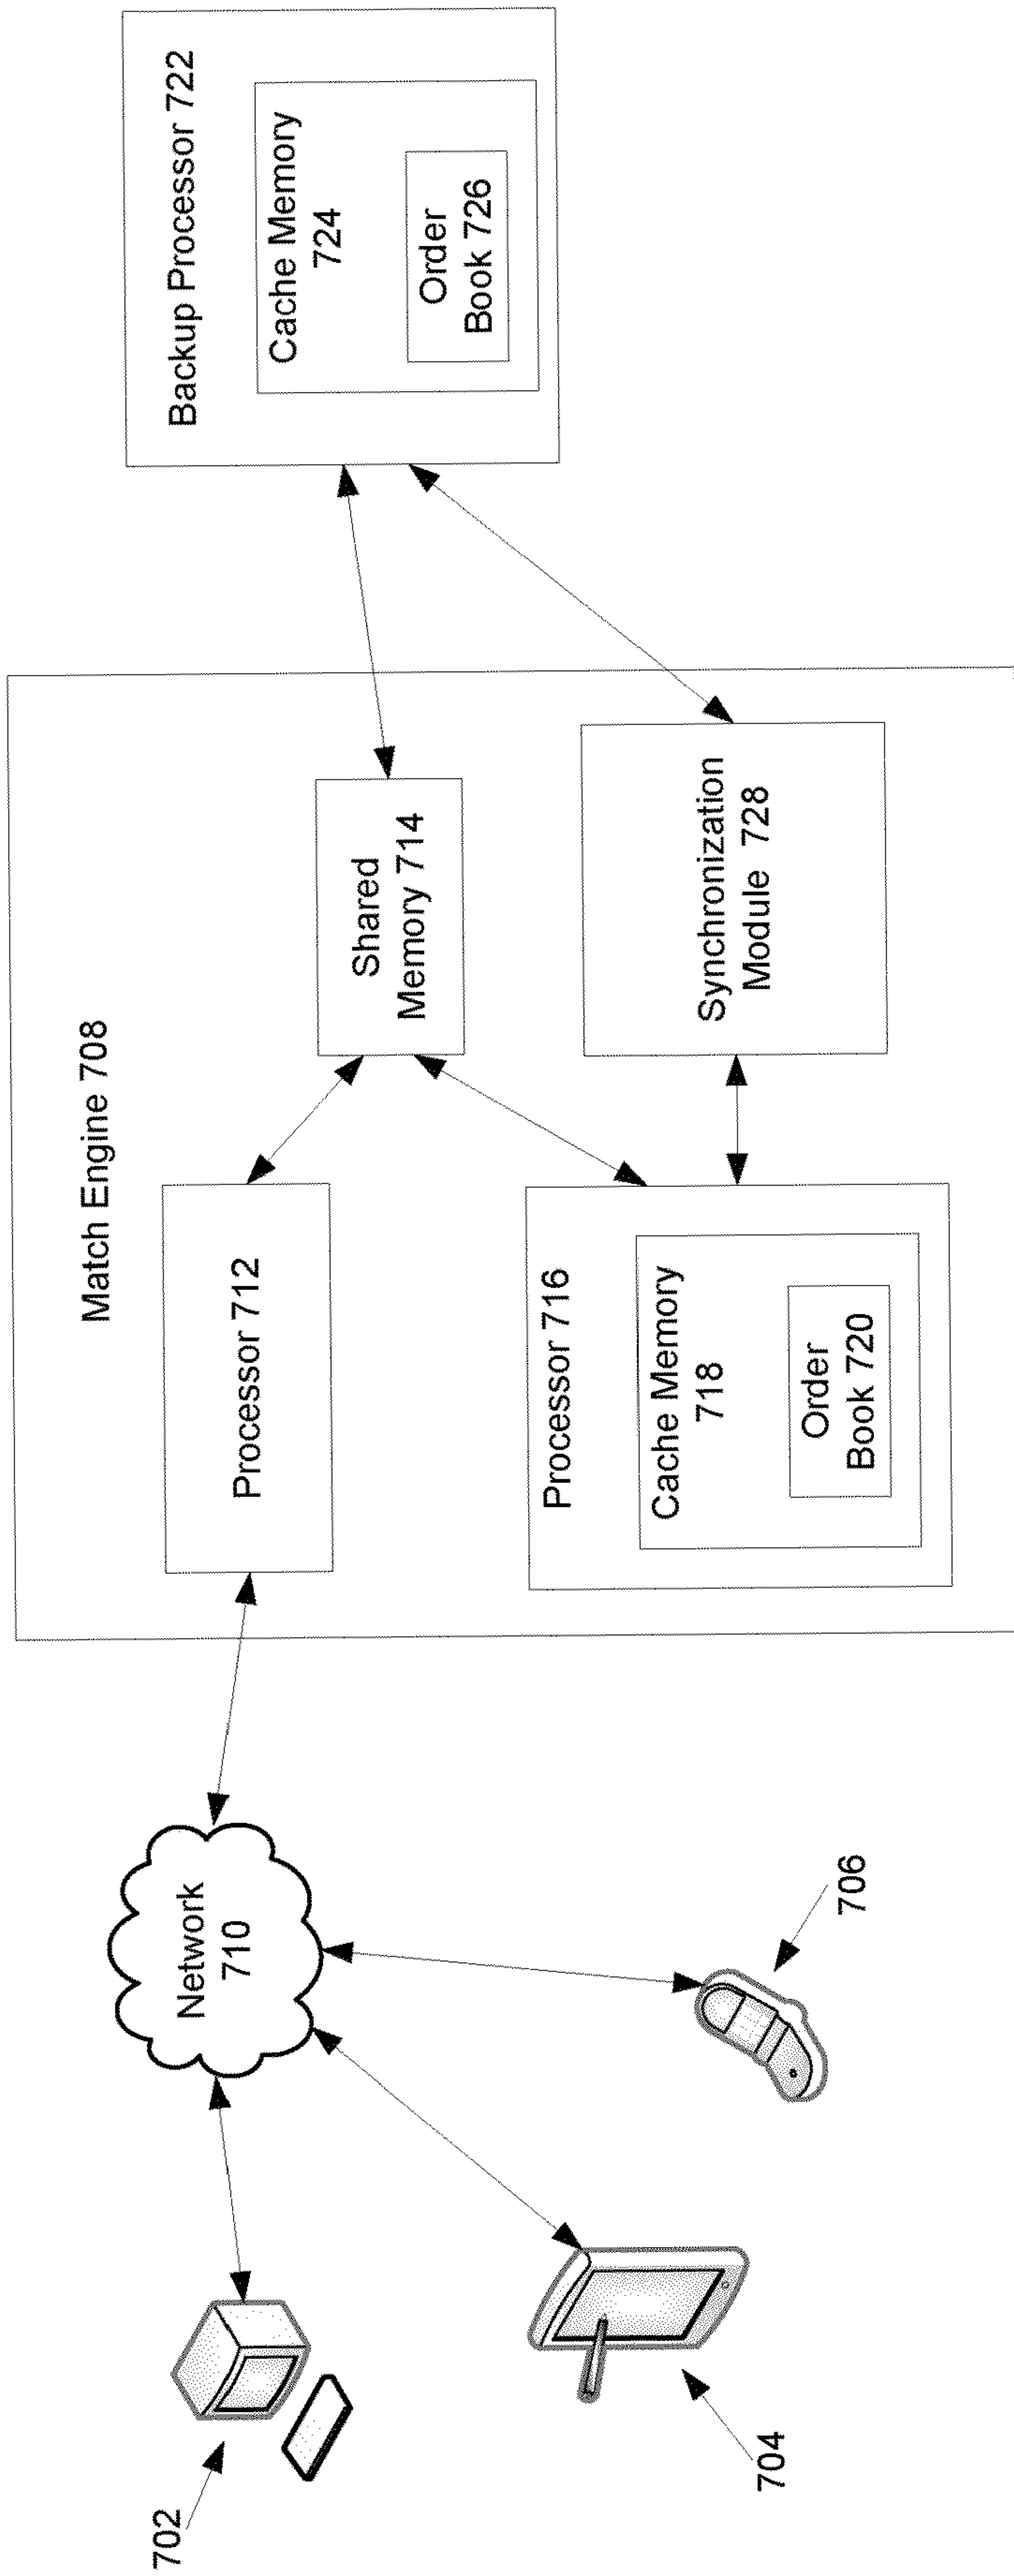 702
704
706
Network
710
Match Engine 708
Processor 712
Processor 716
Cache Memory
718
Order
Book 720
Shared
Memory 714
Synchronization
Module 728
Backup Processor 722
Cache Memory
724
Order
Book 726